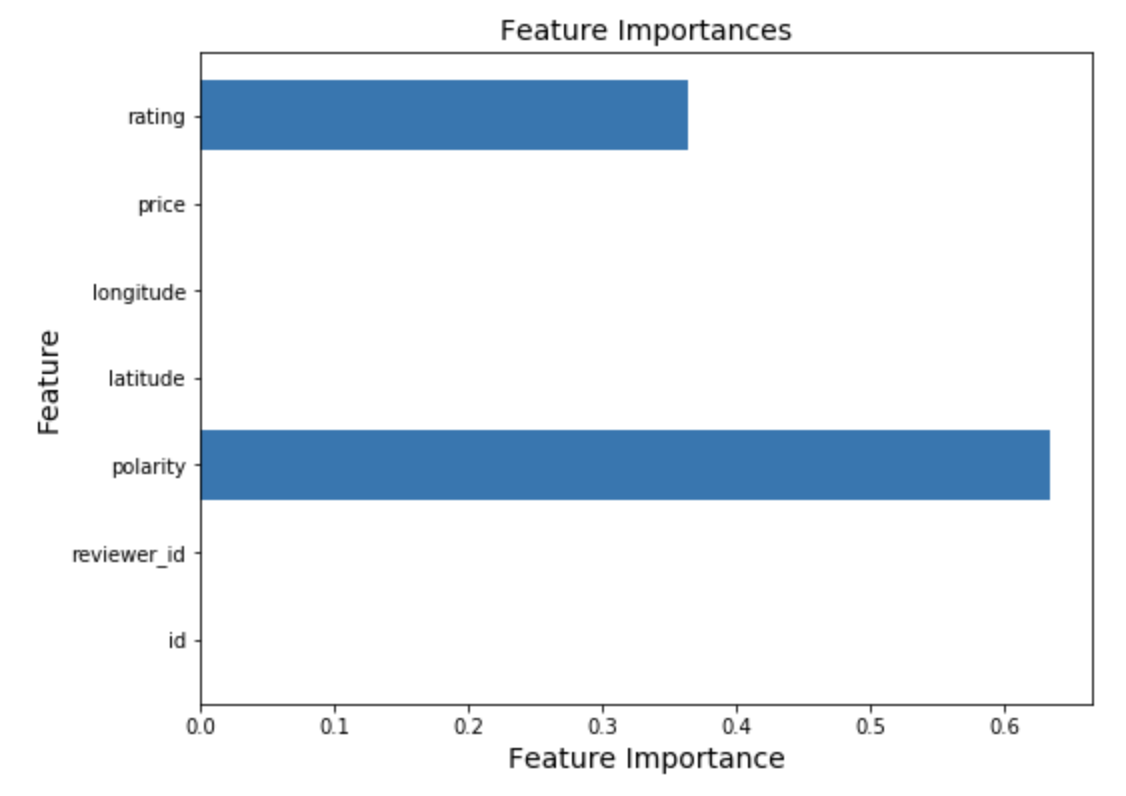 Feature Importances
rating
price
longitude
latitude
polarity
reviewer_id
id
Feature
0.0 0.1 0.2 0.3 0.4 0.5 0.6
Feature Importance